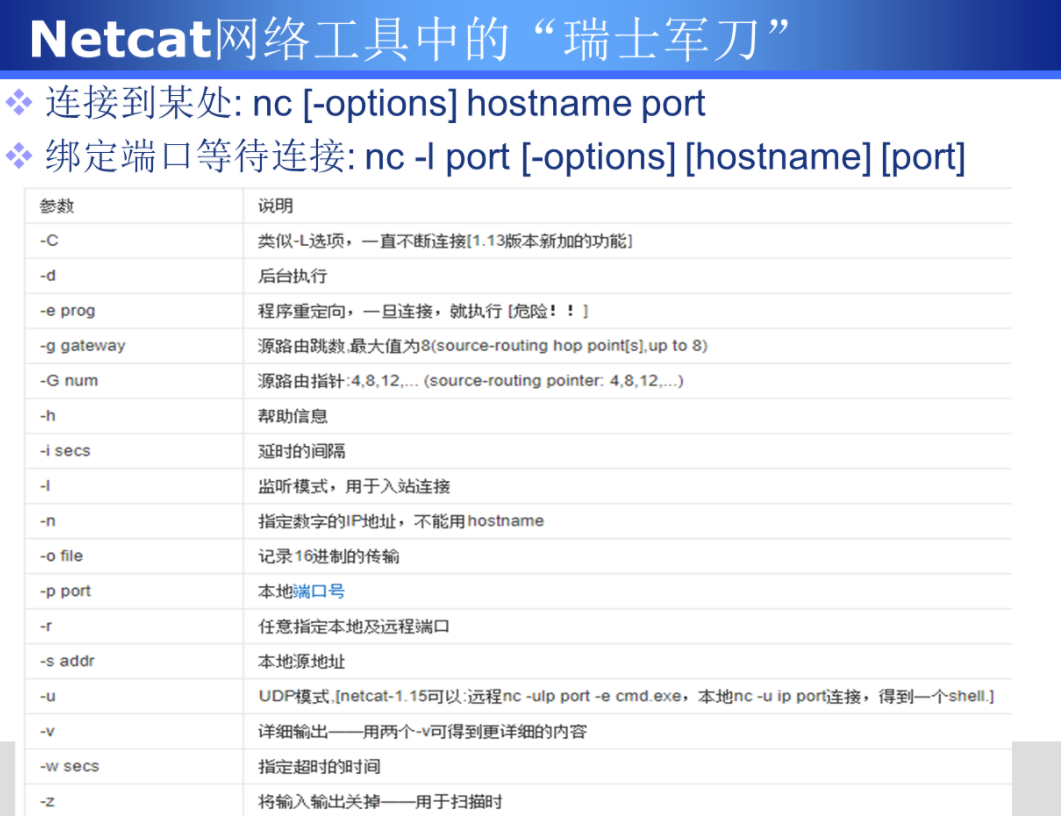 Netcat网络工具中的“瑞士军刀”
连接到某处: nc [-options] hostname port
绑定端口等待连接: nc -l port [-options] [hostname] [port]
参数 说明
-C 类似-L选项，一直不断连接[1.13版本新加的功能]
-d 后台执行
-e prog 程序重定向，一旦连接，就执行 [危险！！]
-g gateway 源路由跳数,最大值为8(source-routing hop point[s],up to 8)
-G num 源路由指针:4,8,12,... (source-routing pointer: 4,8,12,...)
-h 帮助信息
-i secs 延时的间隔
-l 监听模式，用于入站连接
-n 指定数字的IP地址，不能用hostname
-o file 记录16进制的传输
-p port 本地端口号
-r 任意指定本地及远程端口
-s addr 本地源地址
-u UDP模式,[netcat-1.15可以:远程nc -ulp port -e cmd.exe，本地nc -u ip port连接，得到一个shell.]
-v 详细输出——用两个-v可得到更详细的内容
-w secs 指定超时的时间
-z 将输入输出关掉——用于扫描时